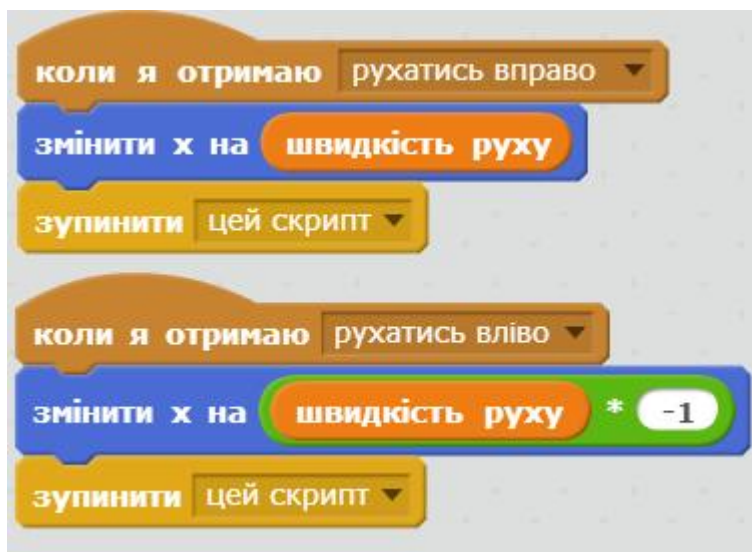 коли я отримаю рухатись вправо
змінити x на швидкість руху
зупинити цей скрипт
коли я отримаю рухатись вліво
змінити x на швидкість руху * -1
зупинити цей скрипт